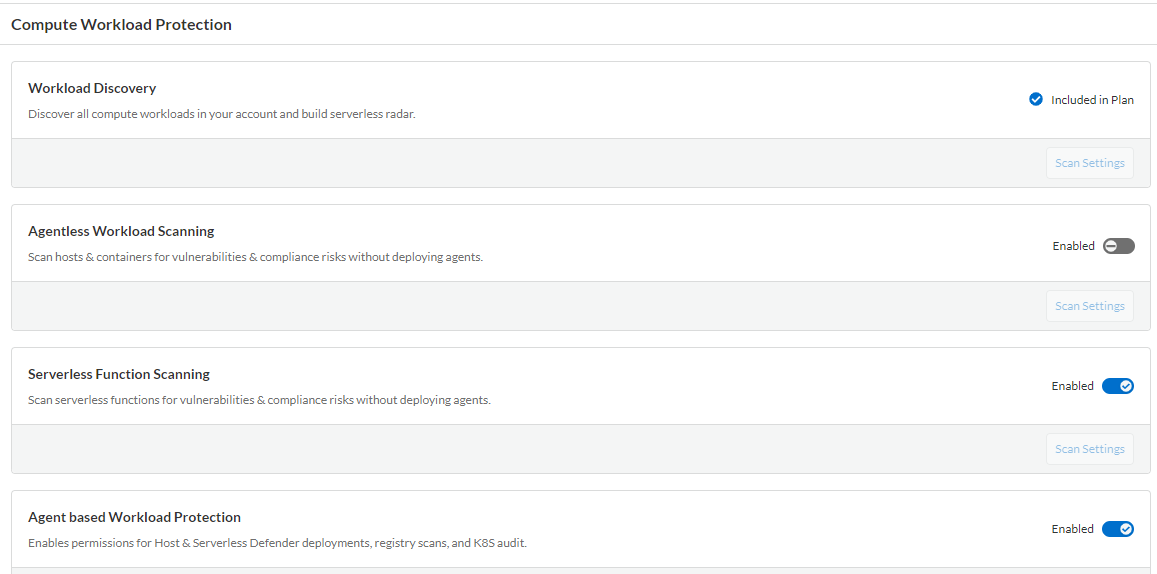 Compute Workload Protection
Workload Discovery
Discover all compute workloads in your account and build serverless radar.
Included in Plan
Scan Settings
Agentless Workload Scanning
Scan hosts & containers for vulnerabilities & compliance risks without deploying agents.
Enabled
Scan Settings
Serverless Function Scanning
Scan serverless functions for vulnerabilities & compliance risks without deploying agents.
Enabled
Scan Settings
Agent based Workload Protection
Enables permissions for Host & Serverless Defender deployments, registry scans, and K8S audit.
Enabled